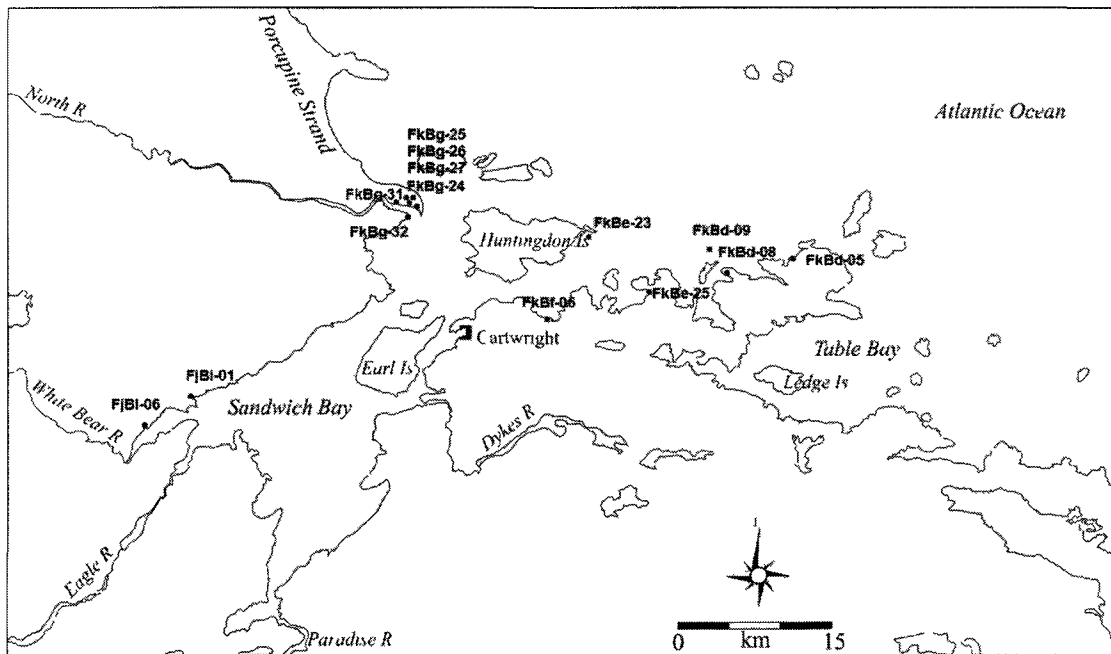 Porcupine Strand
North R
Atlantic Ocean
FkBg-25
FkBg-26
FkBg-27
FkBg-24
FkBg-31
FkBg-32
Huntingdon Is
FkBe-23
FkBd-09
FkBd-08
FkBd-05
FkBe-25
FkBf-06
Cartwright
Earl Is
Table Bay
Ledge Is
FjBI-01
FjBI-06
White Bear R
Sandwich Bay
Dykes R
Eagle R
Paradise R
0 km 15